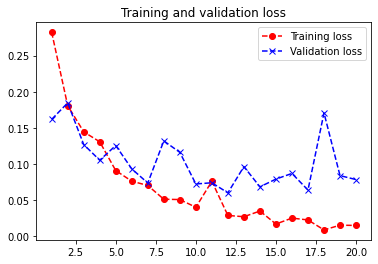 Training and validation loss
Training loss
Validation loss
0.25
0.20
0.15
0.10
0.05
0.00
2.5 5.0 7.5 10.0 12.5 15.0 17.5 20.0